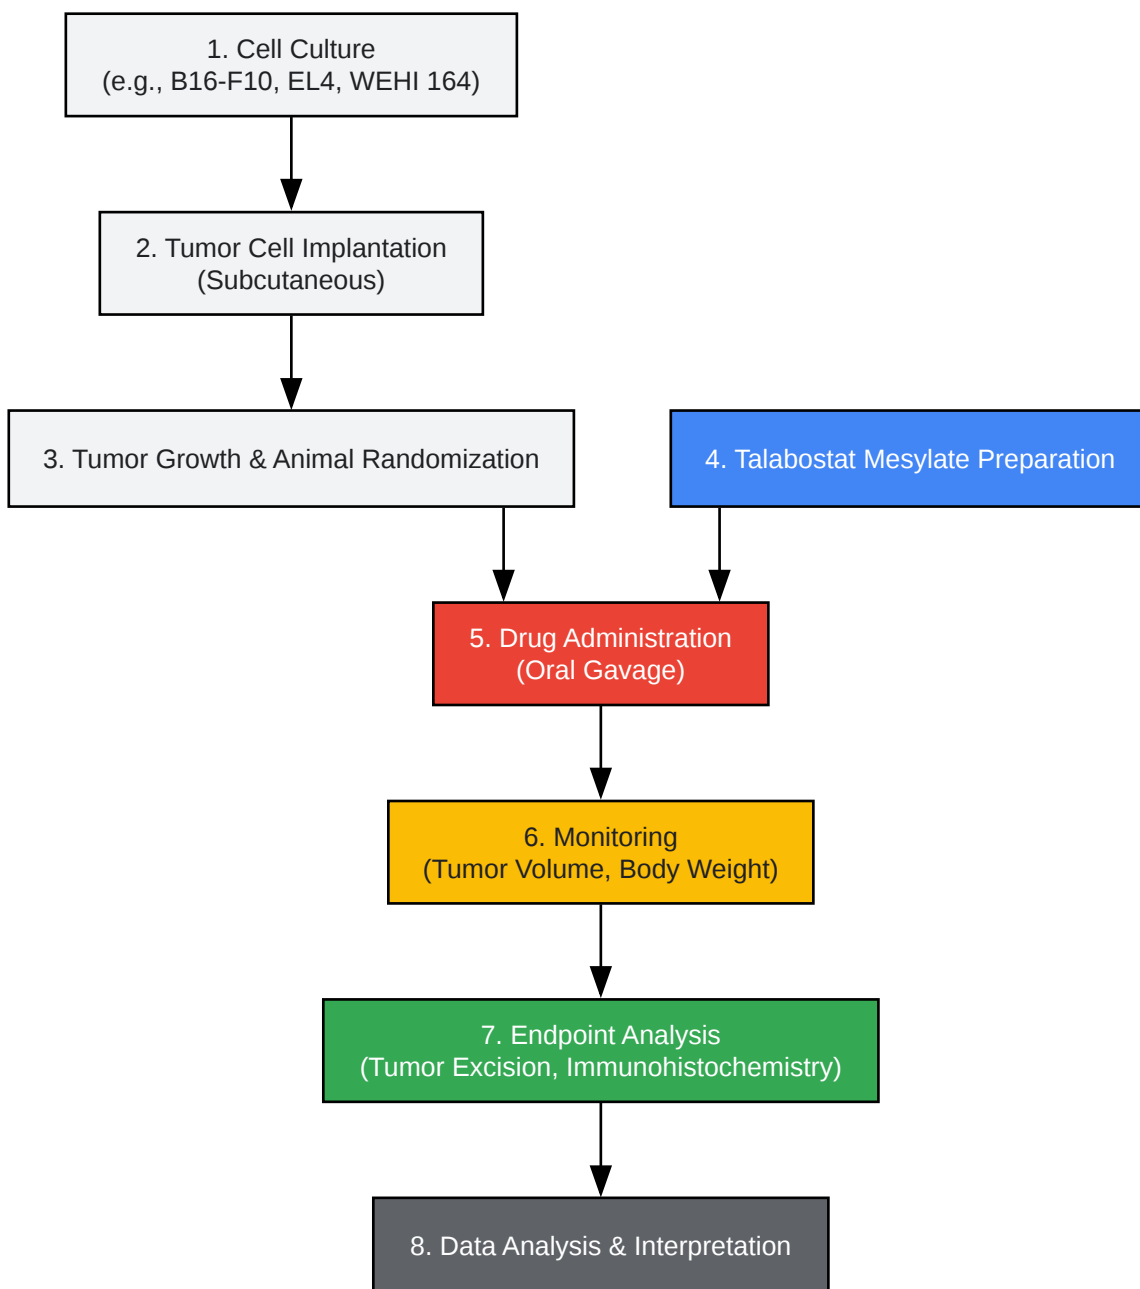 1. Cell Culture
(e.g., B16-F10, EL4, WEHI 164)
2. Tumor Cell Implantation
(Subcutaneous)
3. Tumor Growth & Animal Randomization
4. Talabostat Mesylate Preparation
5. Drug Administration
(Oral Gavage)
6. Monitoring
(Tumor Volume, Body Weight)
7. Endpoint Analysis
(Tumor Excision, Immunohistochemistry)
8. Data Analysis & Interpretation